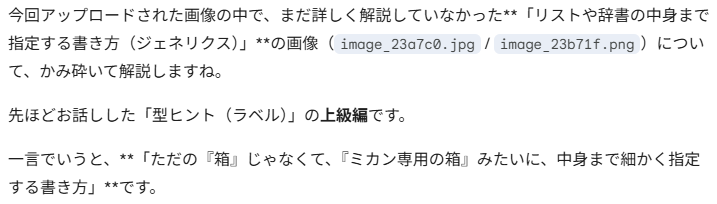 今回アップロードされた画像の中で、まだ詳しく解説していなかった**「リストや辞書の中身まで
指定する書き方（ジェネリクス）」**の画像（ image_23a7c0.jpg / image_23b71f.png ）につい
て、かみ砕いて解説しますね。
先ほどお話しした「型ヒント（ラベル）」の上級編です。
一言でいうと、**「ただの『箱』じゃなくて、『ミカン専用の箱』みたいに、中身まで細かく指定
する書き方」**です。